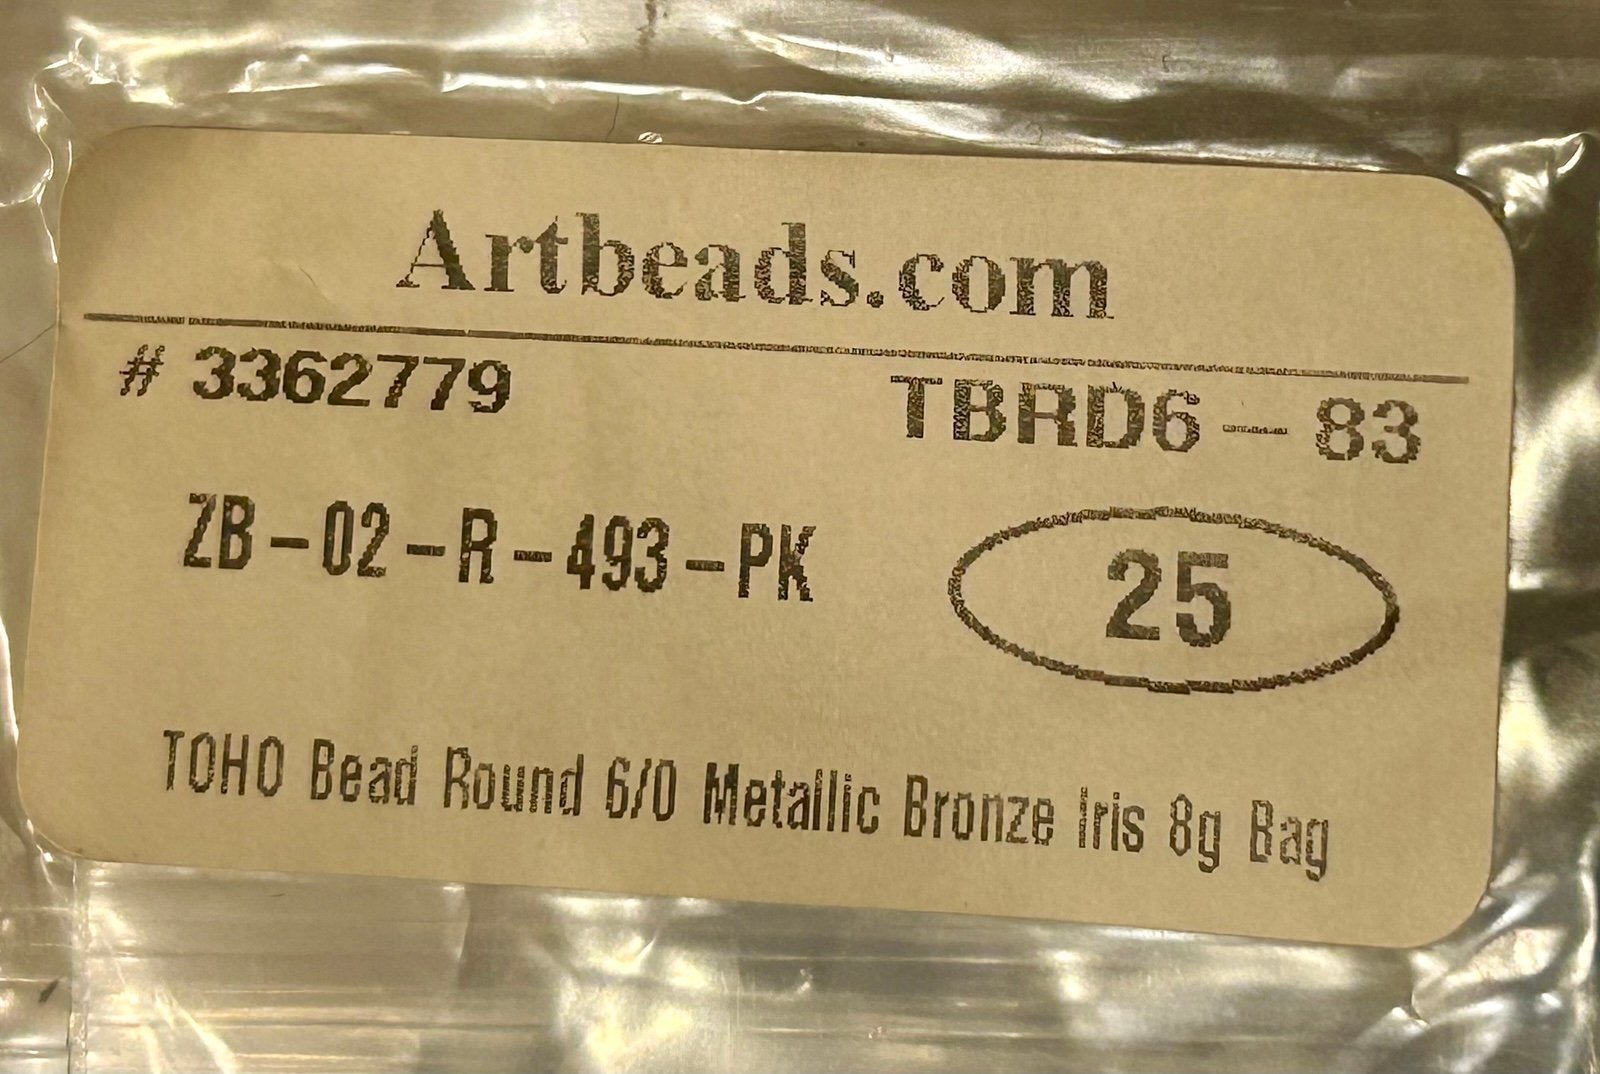 Artbeads.com
# 3362779 TBRD6 - 83
ZB-02-R-493-PK
25
TOHO Bead Round 6/0 Metallic Bronze Iris 8g Bag